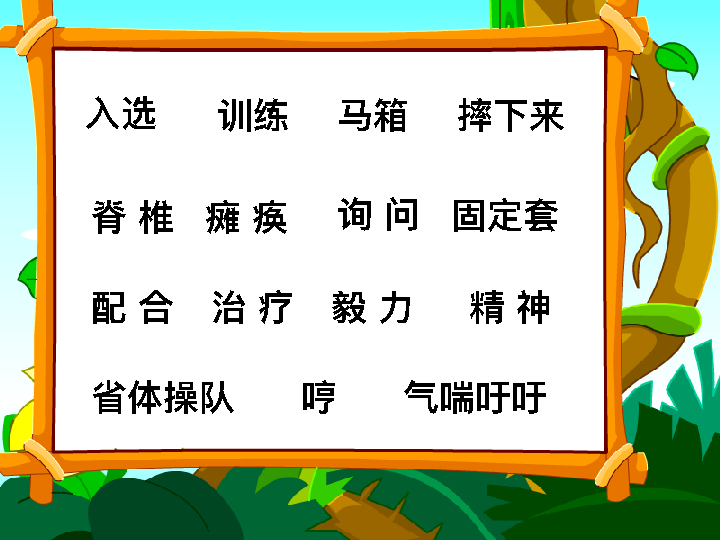 入选 训练 马箱 摔下来
脊 椎 瘫 痪 询 问 固定套
配 合 治 疗 毅 力 精 神
省体操队 哼 气喘吁吁